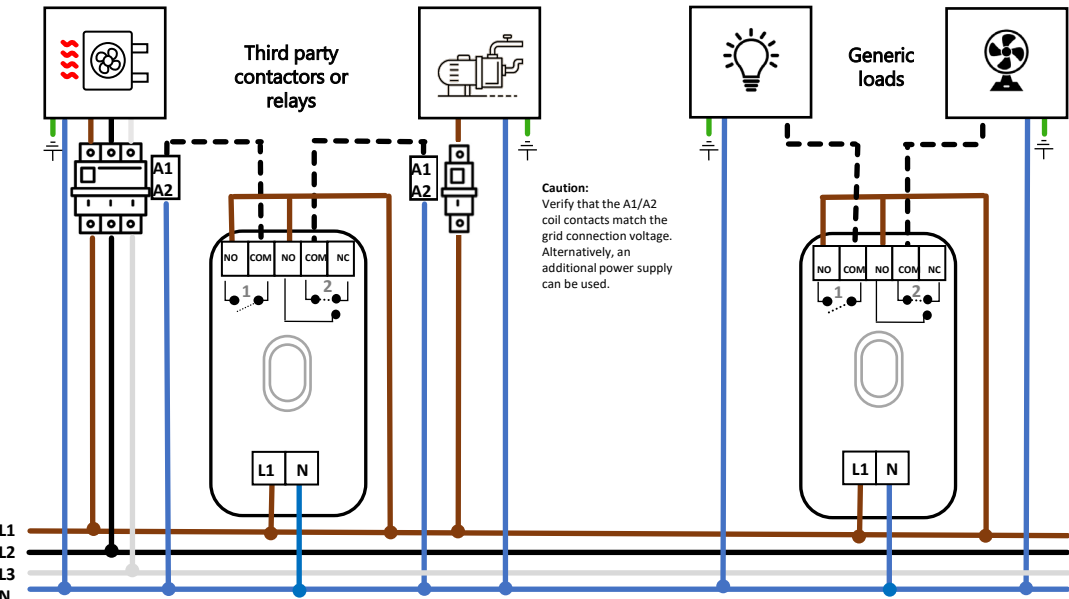 Third party
contactors or
relays
Generic
loads
A1
A2
A1
A2
Caution:
Verify that the A1/A2
coil contacts match the
grid connection voltage.
Alternatively, an
additional power supply
can be used.
NO COM NO COM NC
1 2
NO COM NO COM NC
1 2
L1 N
L1 N
L1
L2
L3
N